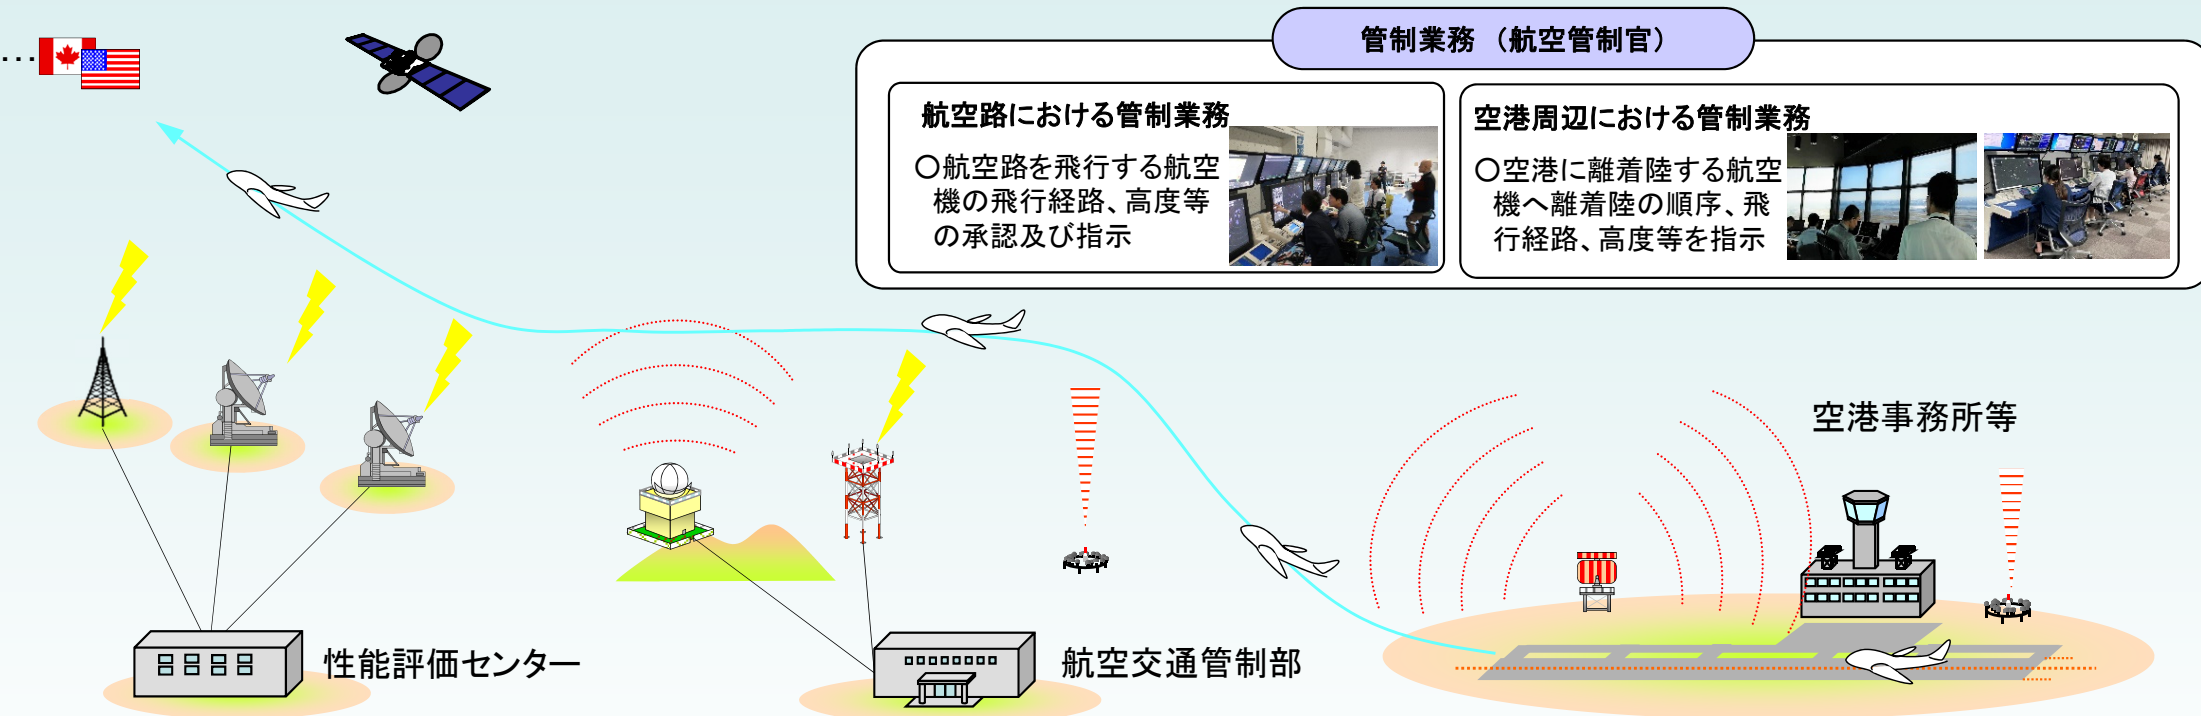 管制業務 （航空管制官）
航空路における管制業務
○航空路を飛行する航空
機の飛行経路、高度等
の承認及び指示
空港周辺における管制業務
○空港に離着陸する航空
機へ離着陸の順序、飛
行経路、高度等を指示
空港事務所等
性能評価センター
航空交通管制部